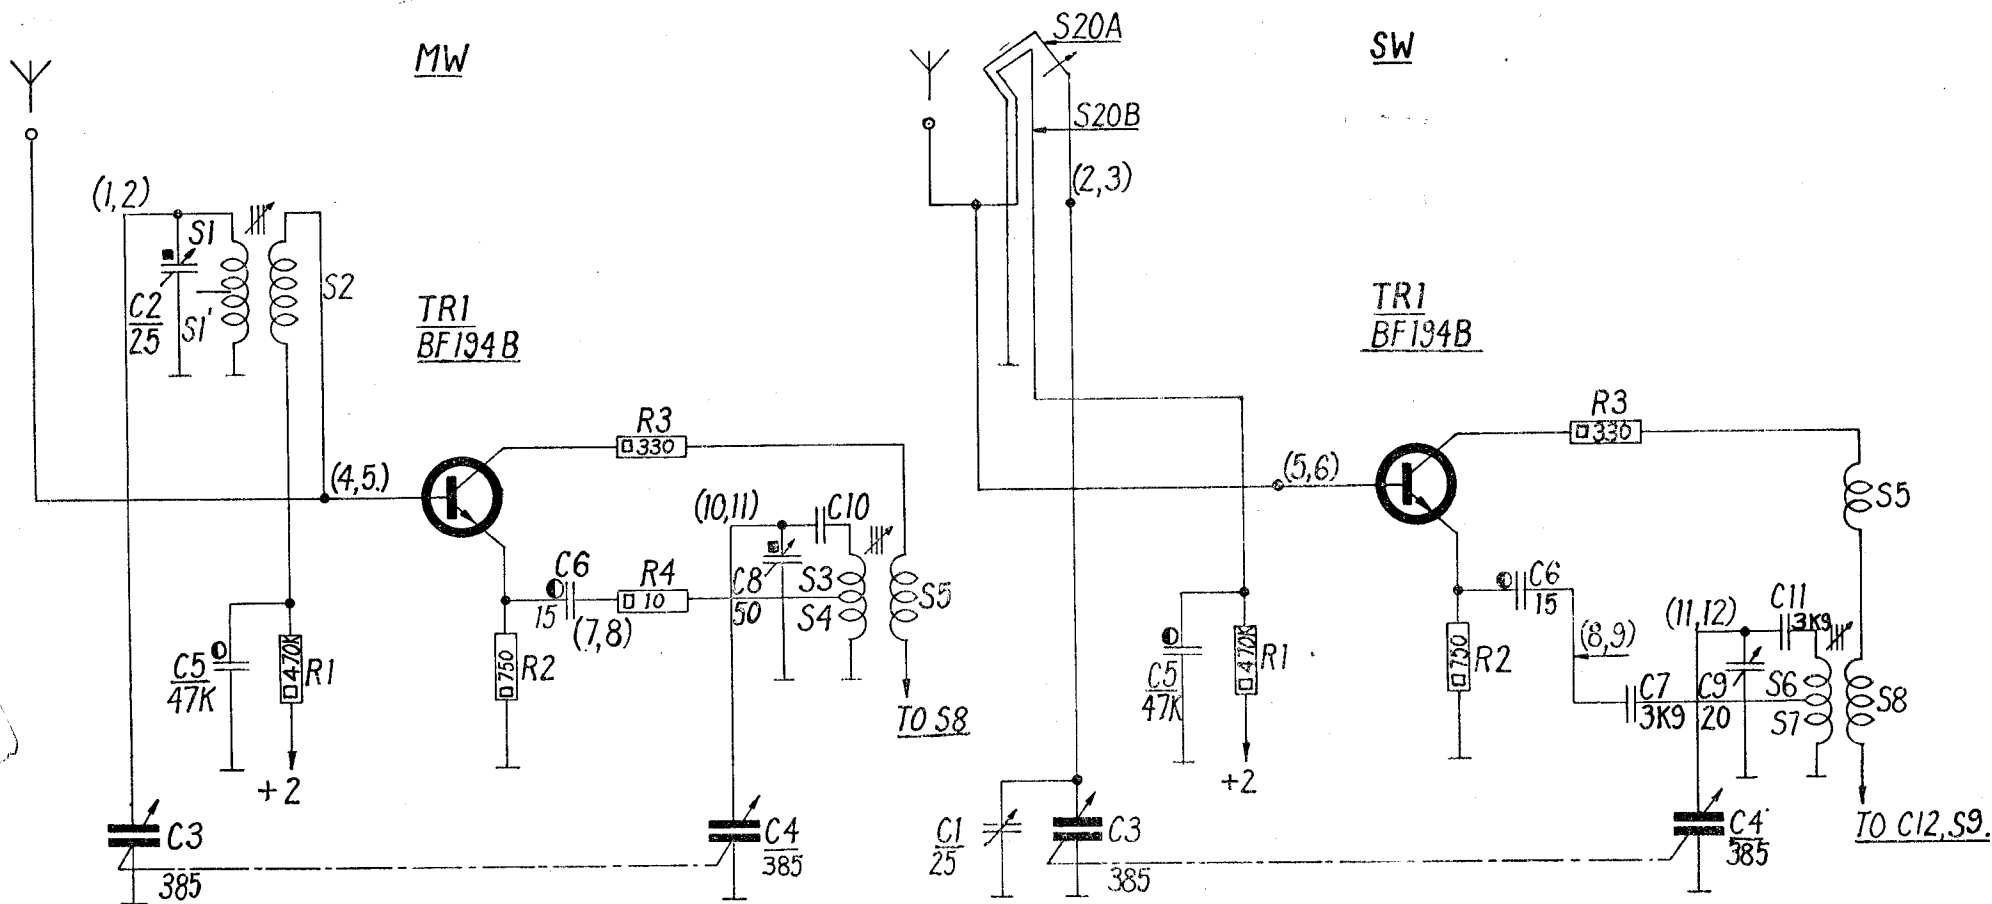 MW
(1,2)
S1
C2
25
S1'
S2
TR1
BF194B
R3
330
(4,5.)
(10,11)
C10
C6
15
(7,8)
R4
10
C8
50
S3
S4
S5
C5
47K
470K
R1
+2
750
R2
TO S8
C3
385
C4
385
SW
S20A
S20B
(2,3)
TR1
BF194B
R3
330
(5,6)
S5
C6
15
(8,9)
(11,12)
C11
3K9
C5
47K
470K
R1
+2
750
R2
C7
3K9
C9
20
S6
S7
S8
C1
25
C3
385
C4
385
TO C12,S9.